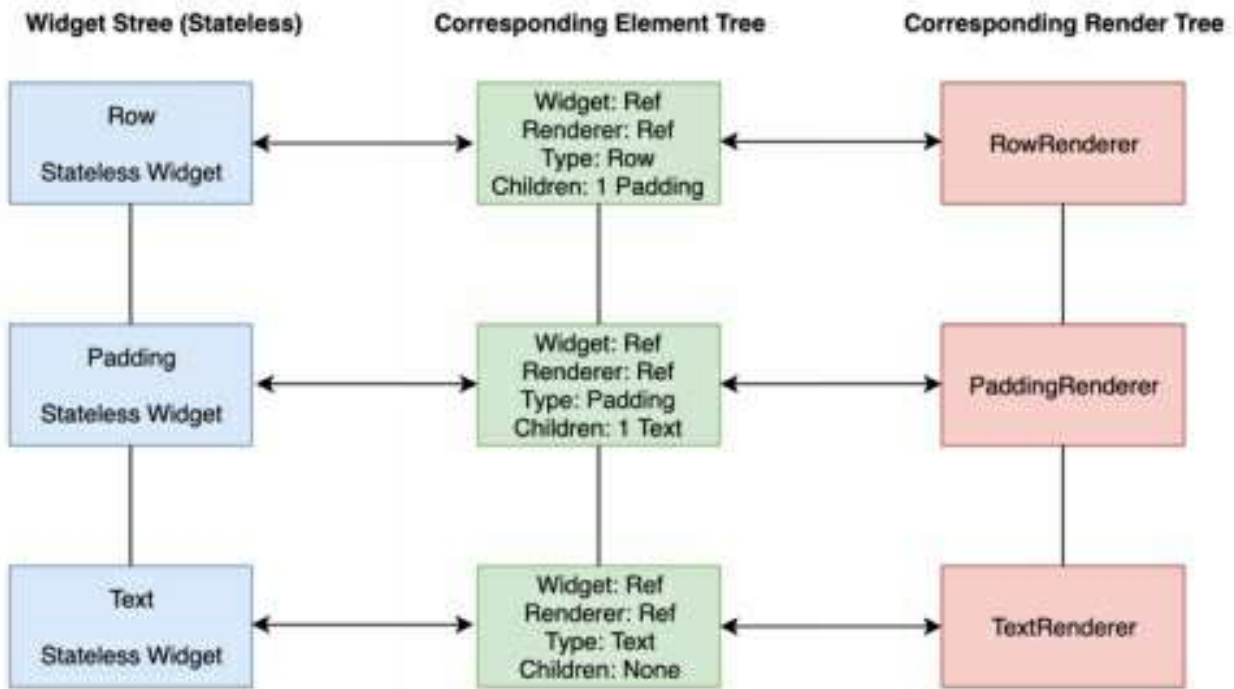 Widget Stree (Stateless)
Corresponding Element Tree
Corresponding Render Tree
Row
Stateless Widget
Widget: Ref
Renderer: Ref
Type: Row
Children: 1 Padding
RowRenderer
Padding
Stateless Widget
Widget: Ref
Renderer: Ref
Type: Padding
Children: 1 Text
PaddingRenderer
Text
Stateless Widget
Widget: Ref
Renderer: Ref
Type: Text
Children: None
TextRenderer